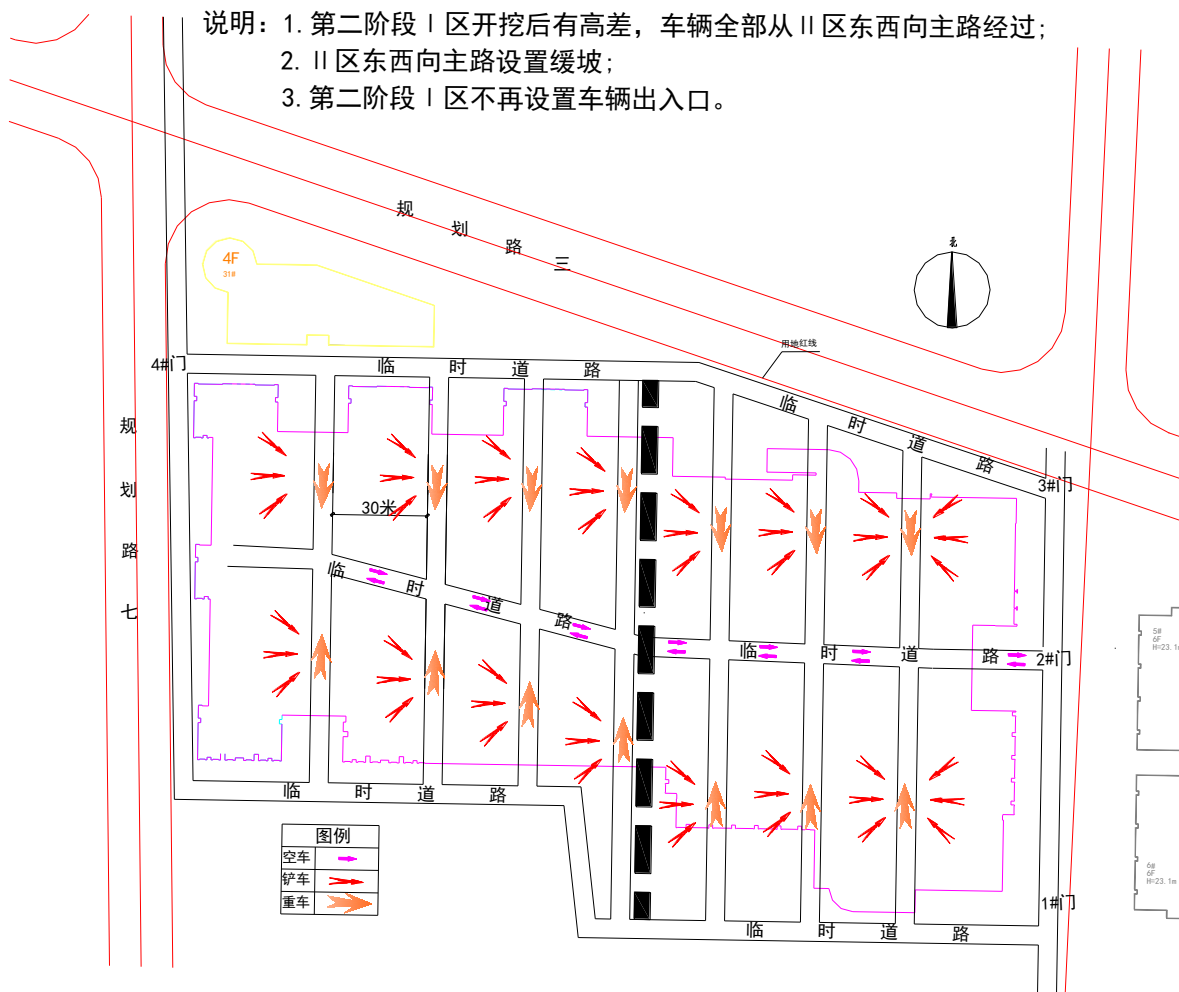 说明：1. 第二阶段Ⅰ区开挖后有高差，车辆全部从Ⅱ区东西向主路经过；
2. Ⅱ区东西向主路设置缓坡；
3. 第二阶段Ⅰ区不再设置车辆出入口。
规划路三
北
4F
31#
用地红线
4#门
临时道路
临时道路
规划路七
3#门
30米
临时道路
临时道路
2#门
5#
6F
H=23.1m
临时道路
图例
空车
铲车
重车
6#
6F
H=23.1m
1#门
临时道路